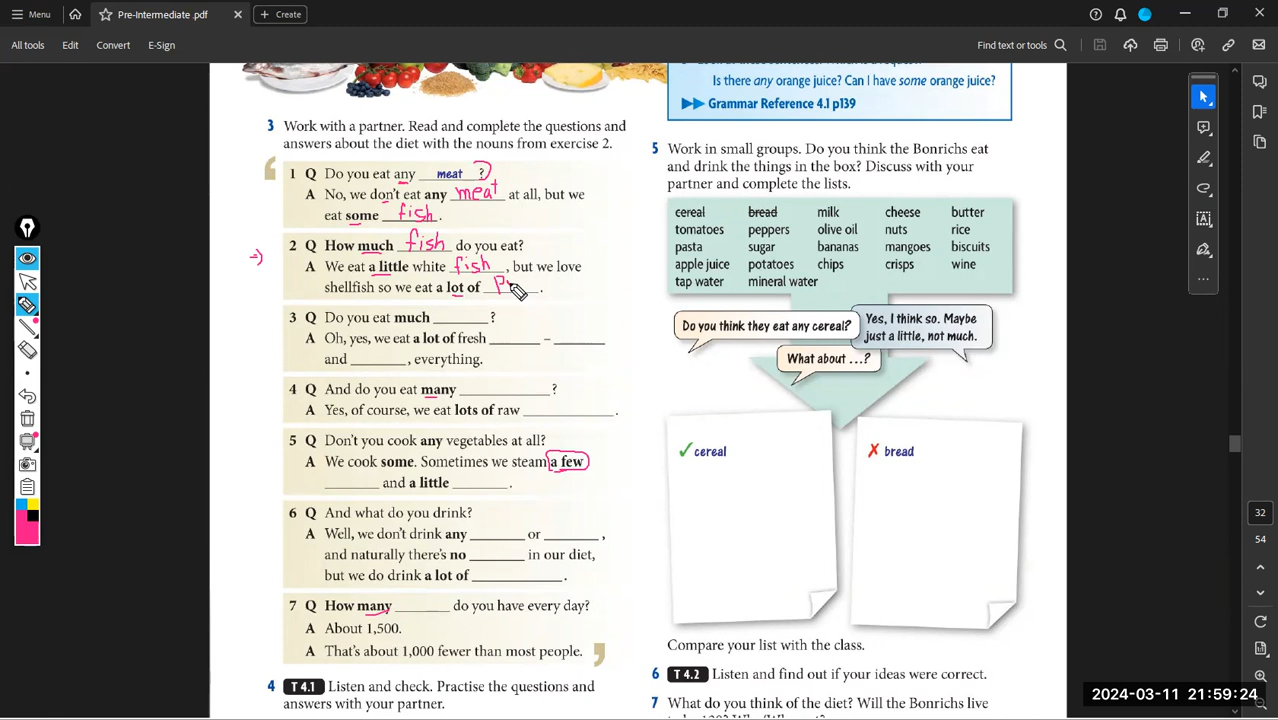 Menu
Pre-Intermediate .pdf
Create
All tools
Edit
Convert
E-Sign
Find text or tools
3 Work with a partner. Read and complete the questions and
answers about the diet with the nouns from exercise 2.
1 Q Do you eat any meat ?
A No, we don't eat any meat at all, but we
eat some fish.
2 Q How much fish do you eat?
A We eat a little white fish, but we love
shellfish so we eat a lot of ______.
3 Q Do you eat much ______?
A Oh, yes, we eat a lot of fresh ______ – ______
and ______, everything.
4 Q And do you eat many ______?
A Yes, of course, we eat lots of raw ______.
5 Q Don't you cook any vegetables at all?
A We cook some. Sometimes we steam a few
______ and a little ______.
6 Q And what do you drink?
A Well, we don't drink any ______ or ______,
and naturally there's no ______ in our diet,
but we do drink a lot of ______.
7 Q How many ______ do you have every day?
A About 1,500.
A That's about 1,000 fewer than most people.
4 T 4.1 Listen and check. Practise the questions and
answers with your partner.
Is there any orange juice? Can I have some orange juice?
Grammar Reference 4.1 p139
5 Work in small groups. Do you think the Bonrichs eat
and drink the things in the box? Discuss with your
partner and complete the lists.
cereal bread milk cheese butter
tomatoes peppers olive oil nuts rice
pasta sugar bananas mangoes biscuits
apple juice potatoes chips crisps wine
tap water mineral water
Do you think they eat any cereal?
Yes, I think so. Maybe
just a little, not much.
What about …?
✓ cereal
✗ bread
Compare your list with the class.
6 T 4.2 Listen and find out if your ideas were correct.
7 What do you think of the diet? Will the Bonrichs live
32
54
2024-03-11 21:59:24